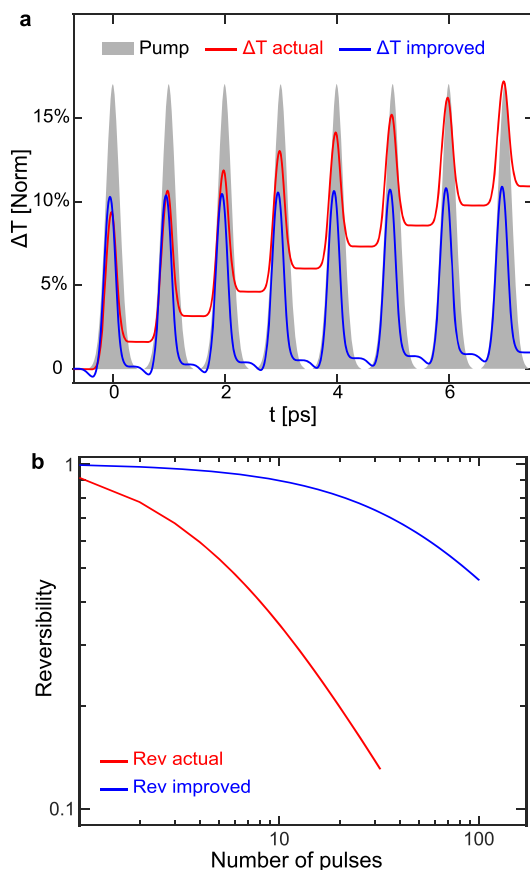 a
Pump ΔT actual ΔT improved
15%
10%
5%
0
ΔT [Norm]
0 2 4 6
t [ps]
b
1
0.1
Reversibility
Rev actual
Rev improved
10 100
Number of pulses